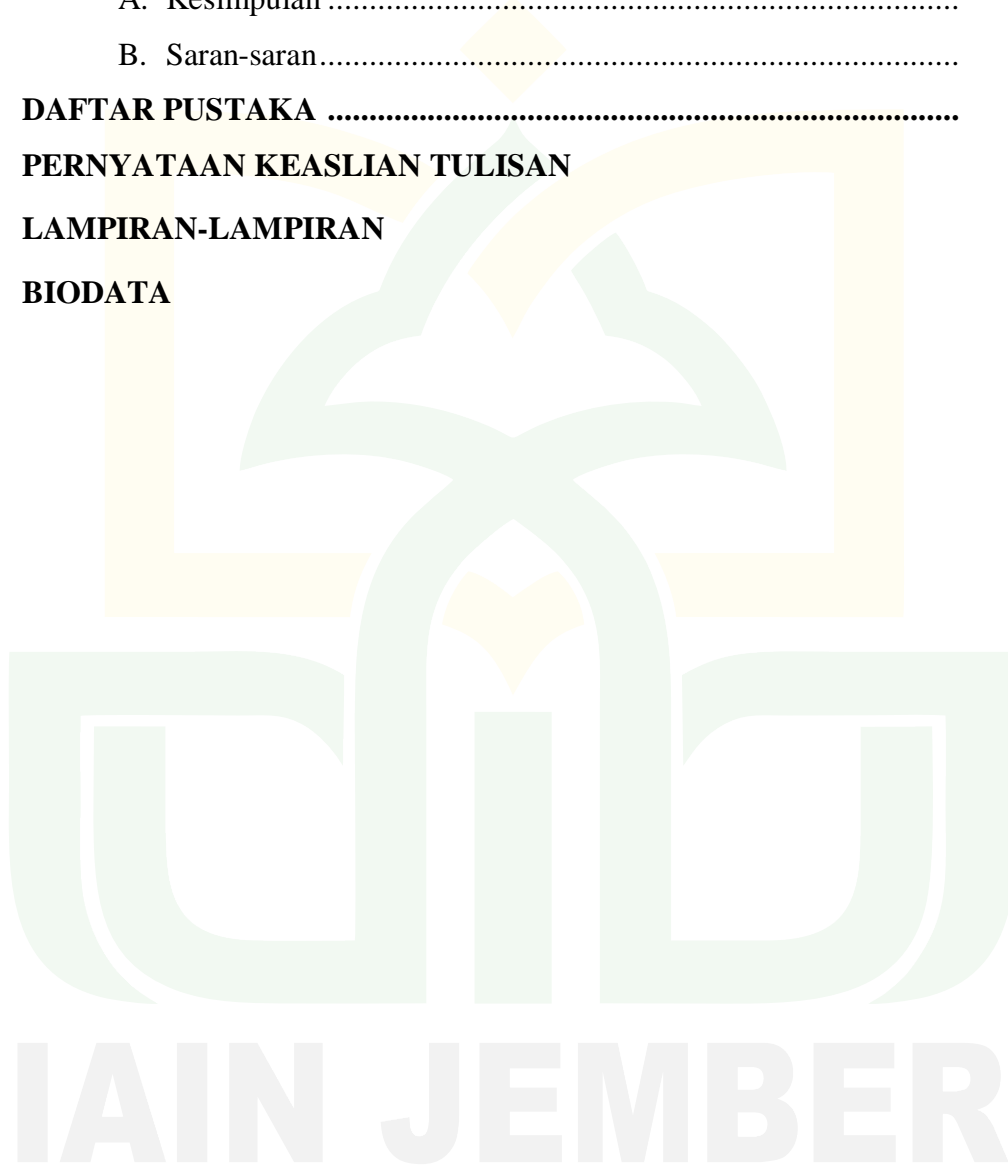 A. Kesimpulan ............................................................................
B. Saran-saran.............................................................................
DAFTAR PUSTAKA ............................................................................
PERNYATAAN KEASLIAN TULISAN
LAMPIRAN-LAMPIRAN
BIODATA
IAIN JEMBER